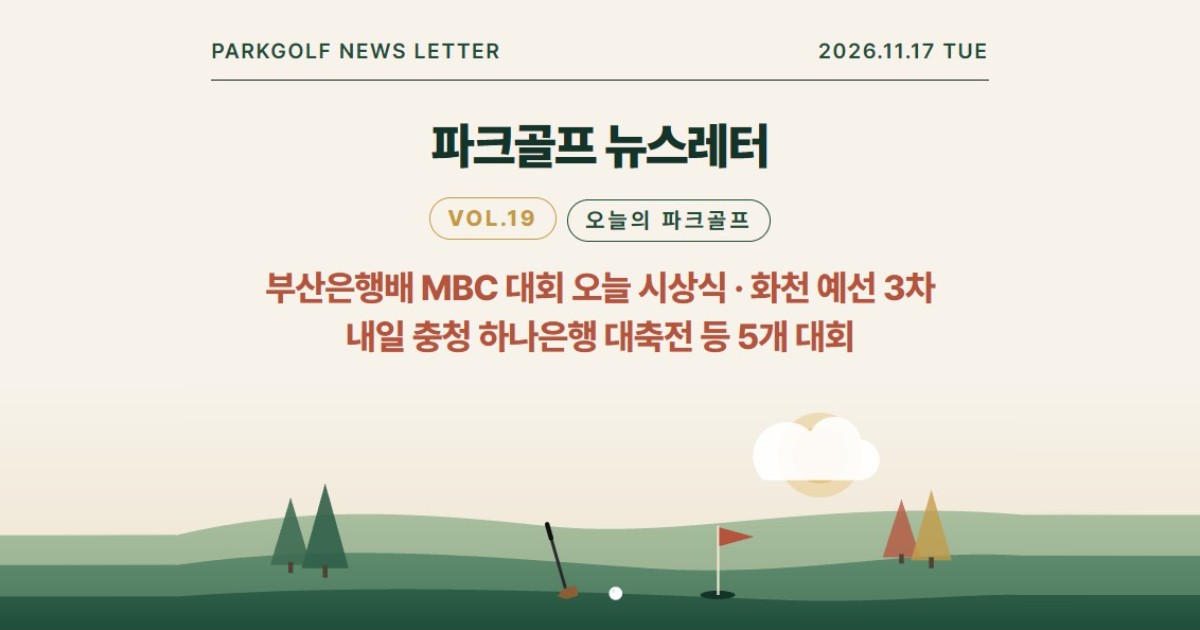 PARKGOLF NEWS LETTER
2026.11.17 TUE
파크골프 뉴스레터
VOL.19
오늘의 파크골프
부산은행배 MBC 대회 오늘 시상식 · 화천 예선 3차
내일 충청 하나은행 대축전 등 5개 대회